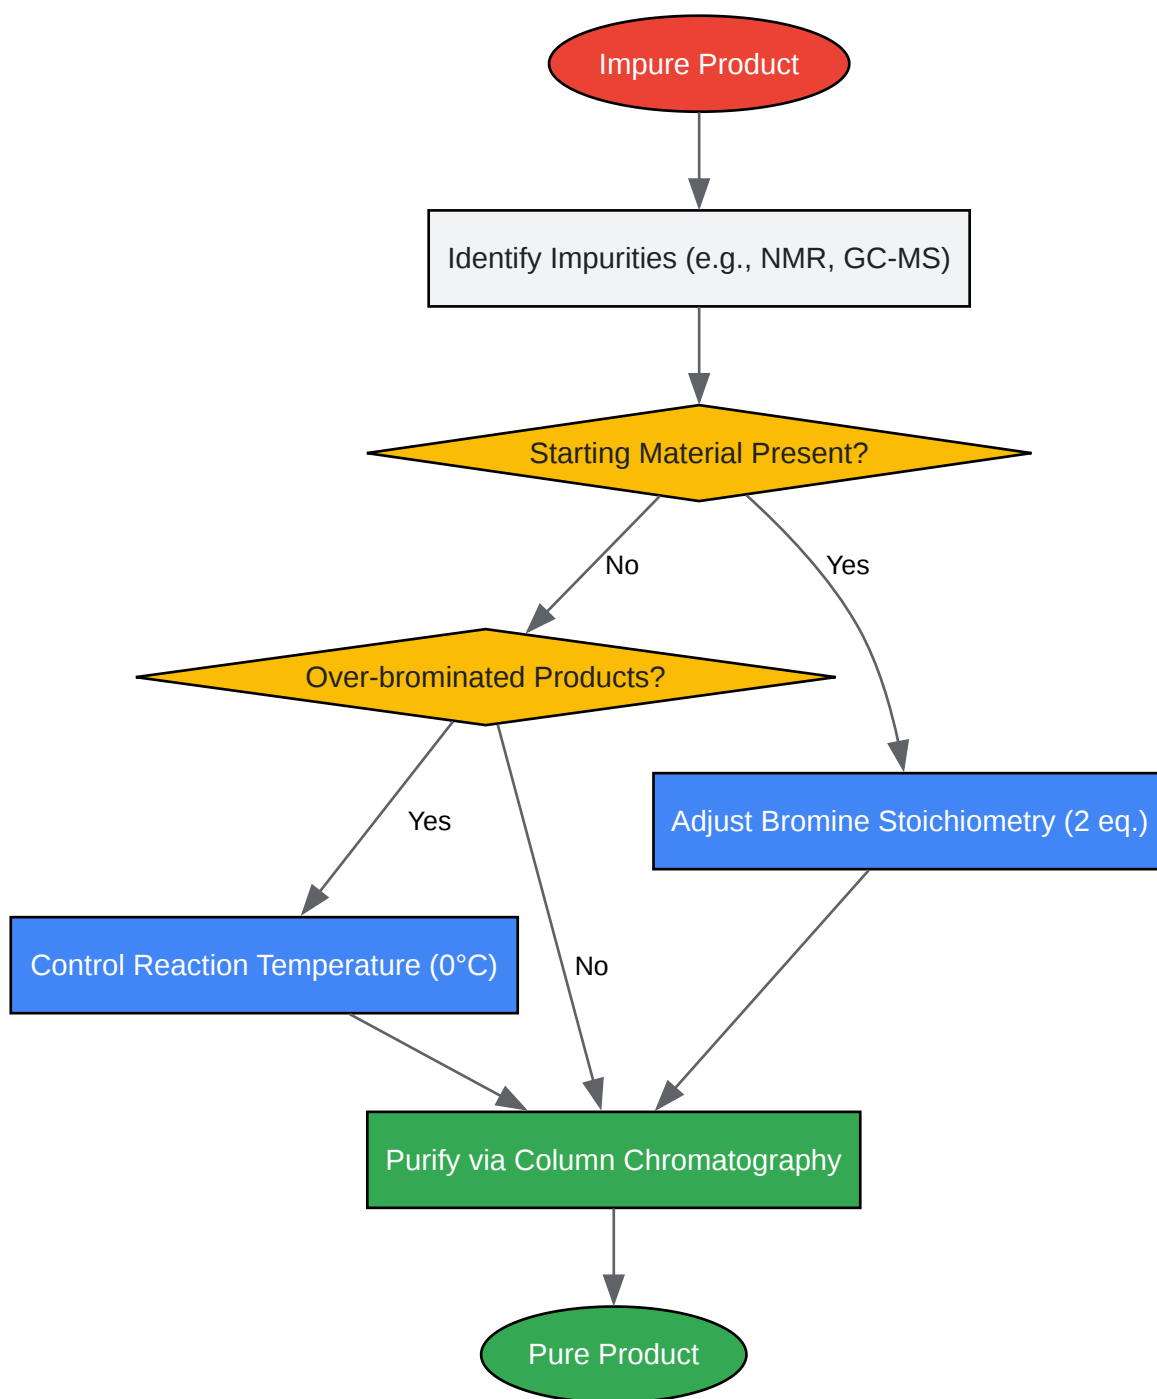 Impure Product
Identify Impurities (e.g., NMR, GC-MS)
Starting Material Present?
No
Yes
Over-brominated Products?
Yes
Adjust Bromine Stoichiometry (2 eq.)
Control Reaction Temperature (0°C)
No
Purify via Column Chromatography
Pure Product